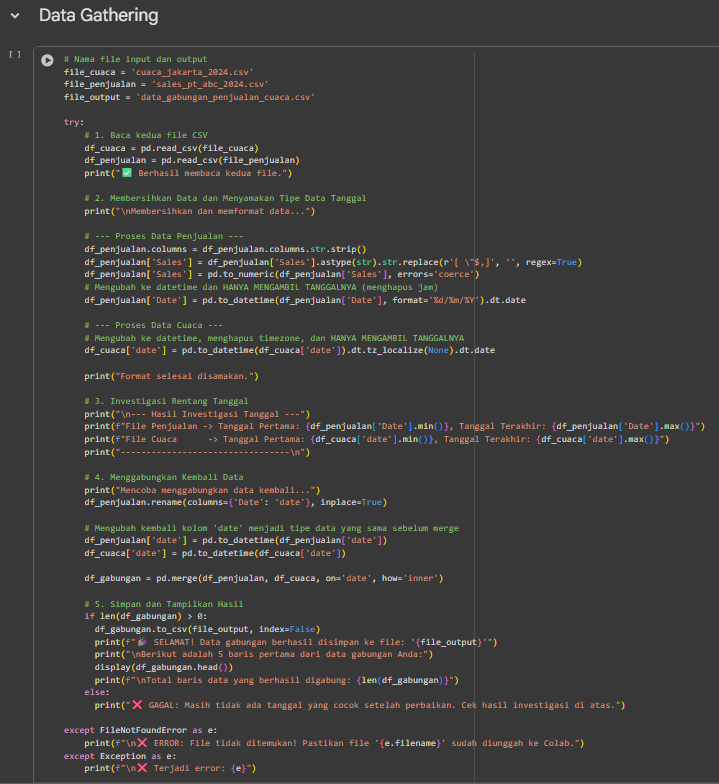 Data Gathering
[ ]
# Nama file input dan output
file_cuaca = 'cuaca_jakarta_2024.csv'
file_penjualan = 'sales_pt_abc_2024.csv'
file_output = 'data_gabungan_penjualan_cuaca.csv'
try:
# 1. Baca kedua file CSV
df_cuaca = pd.read_csv(file_cuaca)
df_penjualan = pd.read_csv(file_penjualan)
print("✅ Berhasil membaca kedua file.")
# 2. Membersihkan Data dan Menyamakan Tipe Data Tanggal
print("\nMembersihkan dan memformat data...")
# --- Proses Data Penjualan ---
df_penjualan.columns = df_penjualan.columns.str.strip()
df_penjualan['Sales'] = df_penjualan['Sales'].astype(str).str.replace(r'[ \"$,]', '', regex=True)
df_penjualan['Sales'] = pd.to_numeric(df_penjualan['Sales'], errors='coerce')
# Mengubah ke datetime dan HANYA MENGAMBIL TANGGALNYA (menghapus jam)
df_penjualan['Date'] = pd.to_datetime(df_penjualan['Date'], format='%d/%m/%Y').dt.date
# --- Proses Data Cuaca ---
# Mengubah ke datetime, menghapus timezone, dan HANYA MENGAMBIL TANGGALNYA
df_cuaca['date'] = pd.to_datetime(df_cuaca['date']).dt.tz_localize(None).dt.date
print("Format selesai disamakan.")
# 3. Investigasi Rentang Tanggal
print("\n--- Hasil Investigasi Tanggal ---")
print(f"File Penjualan -> Tanggal Pertama: {df_penjualan['Date'].min()}, Tanggal Terakhir: {df_penjualan['Date'].max()}")
print(f"File Cuaca      -> Tanggal Pertama: {df_cuaca['date'].min()}, Tanggal Terakhir: {df_cuaca['date'].max()}")
print("---------------------------------\n")
# 4. Menggabungkan Kembali Data
print("Mencoba menggabungkan data kembali...")
df_penjualan.rename(columns={'Date': 'date'}, inplace=True)
# Mengubah kembali kolom 'date' menjadi tipe data yang sama sebelum merge
df_penjualan['date'] = pd.to_datetime(df_penjualan['date'])
df_cuaca['date'] = pd.to_datetime(df_cuaca['date'])
df_gabungan = pd.merge(df_penjualan, df_cuaca, on='date', how='inner')
# 5. Simpan dan Tampilkan Hasil
if len(df_gabungan) > 0:
df_gabungan.to_csv(file_output, index=False)
print(f"🎉 SELAMAT! Data gabungan berhasil disimpan ke file: '{file_output}'")
print("\nBerikut adalah 5 baris pertama dari data gabungan Anda:")
display(df_gabungan.head())
print(f"\nTotal baris data yang berhasil digabung: {len(df_gabungan)}")
else:
print("❌ GAGAL: Masih tidak ada tanggal yang cocok setelah perbaikan. Cek hasil investigasi di atas.")
except FileNotFoundError as e:
print(f"\n❌ ERROR: File tidak ditemukan! Pastikan file '{e.filename}' sudah diunggah ke Colab.")
except Exception as e:
print(f"\n❌ Terjadi error: {e}")